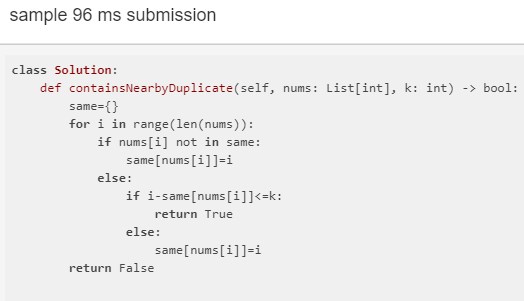 sample 96 ms submission
class Solution:
    def containsNearbyDuplicate(self, nums: List[int], k: int) -> bool:
        same={}
        for i in range(len(nums)):
            if nums[i] not in same:
                same[nums[i]]=i
            else:
                if i-same[nums[i]]<=k:
                    return True
                else:
                    same[nums[i]]=i
        return False